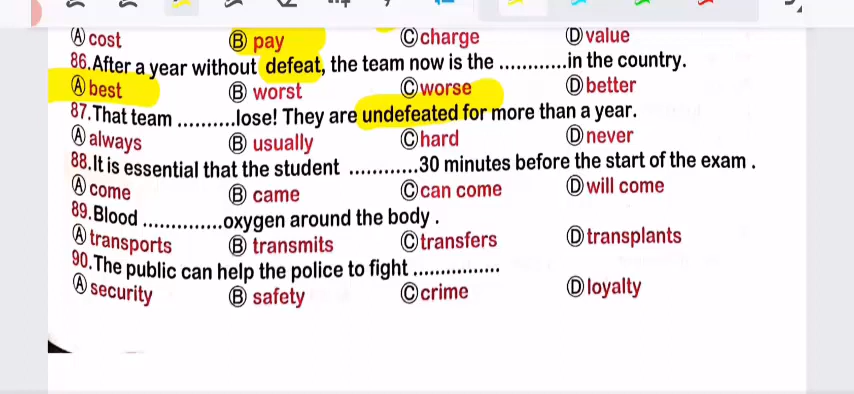 Ⓐ cost Ⓑ pay Ⓒ charge Ⓓ value
86.After a year without defeat, the team now is the ............in the country.
Ⓐ best Ⓑ worst Ⓒ worse Ⓓ better
87.That team ..........lose! They are undefeated for more than a year.
Ⓐ always Ⓑ usually Ⓒ hard Ⓓ never
88.It is essential that the student ............30 minutes before the start of the exam .
Ⓐ come Ⓑ came Ⓒ can come Ⓓ will come
89.Blood ..............oxygen around the body .
Ⓐ transports Ⓑ transmits Ⓒ transfers Ⓓ transplants
90.The public can help the police to fight ................
Ⓐ security Ⓑ safety Ⓒ crime Ⓓ loyalty